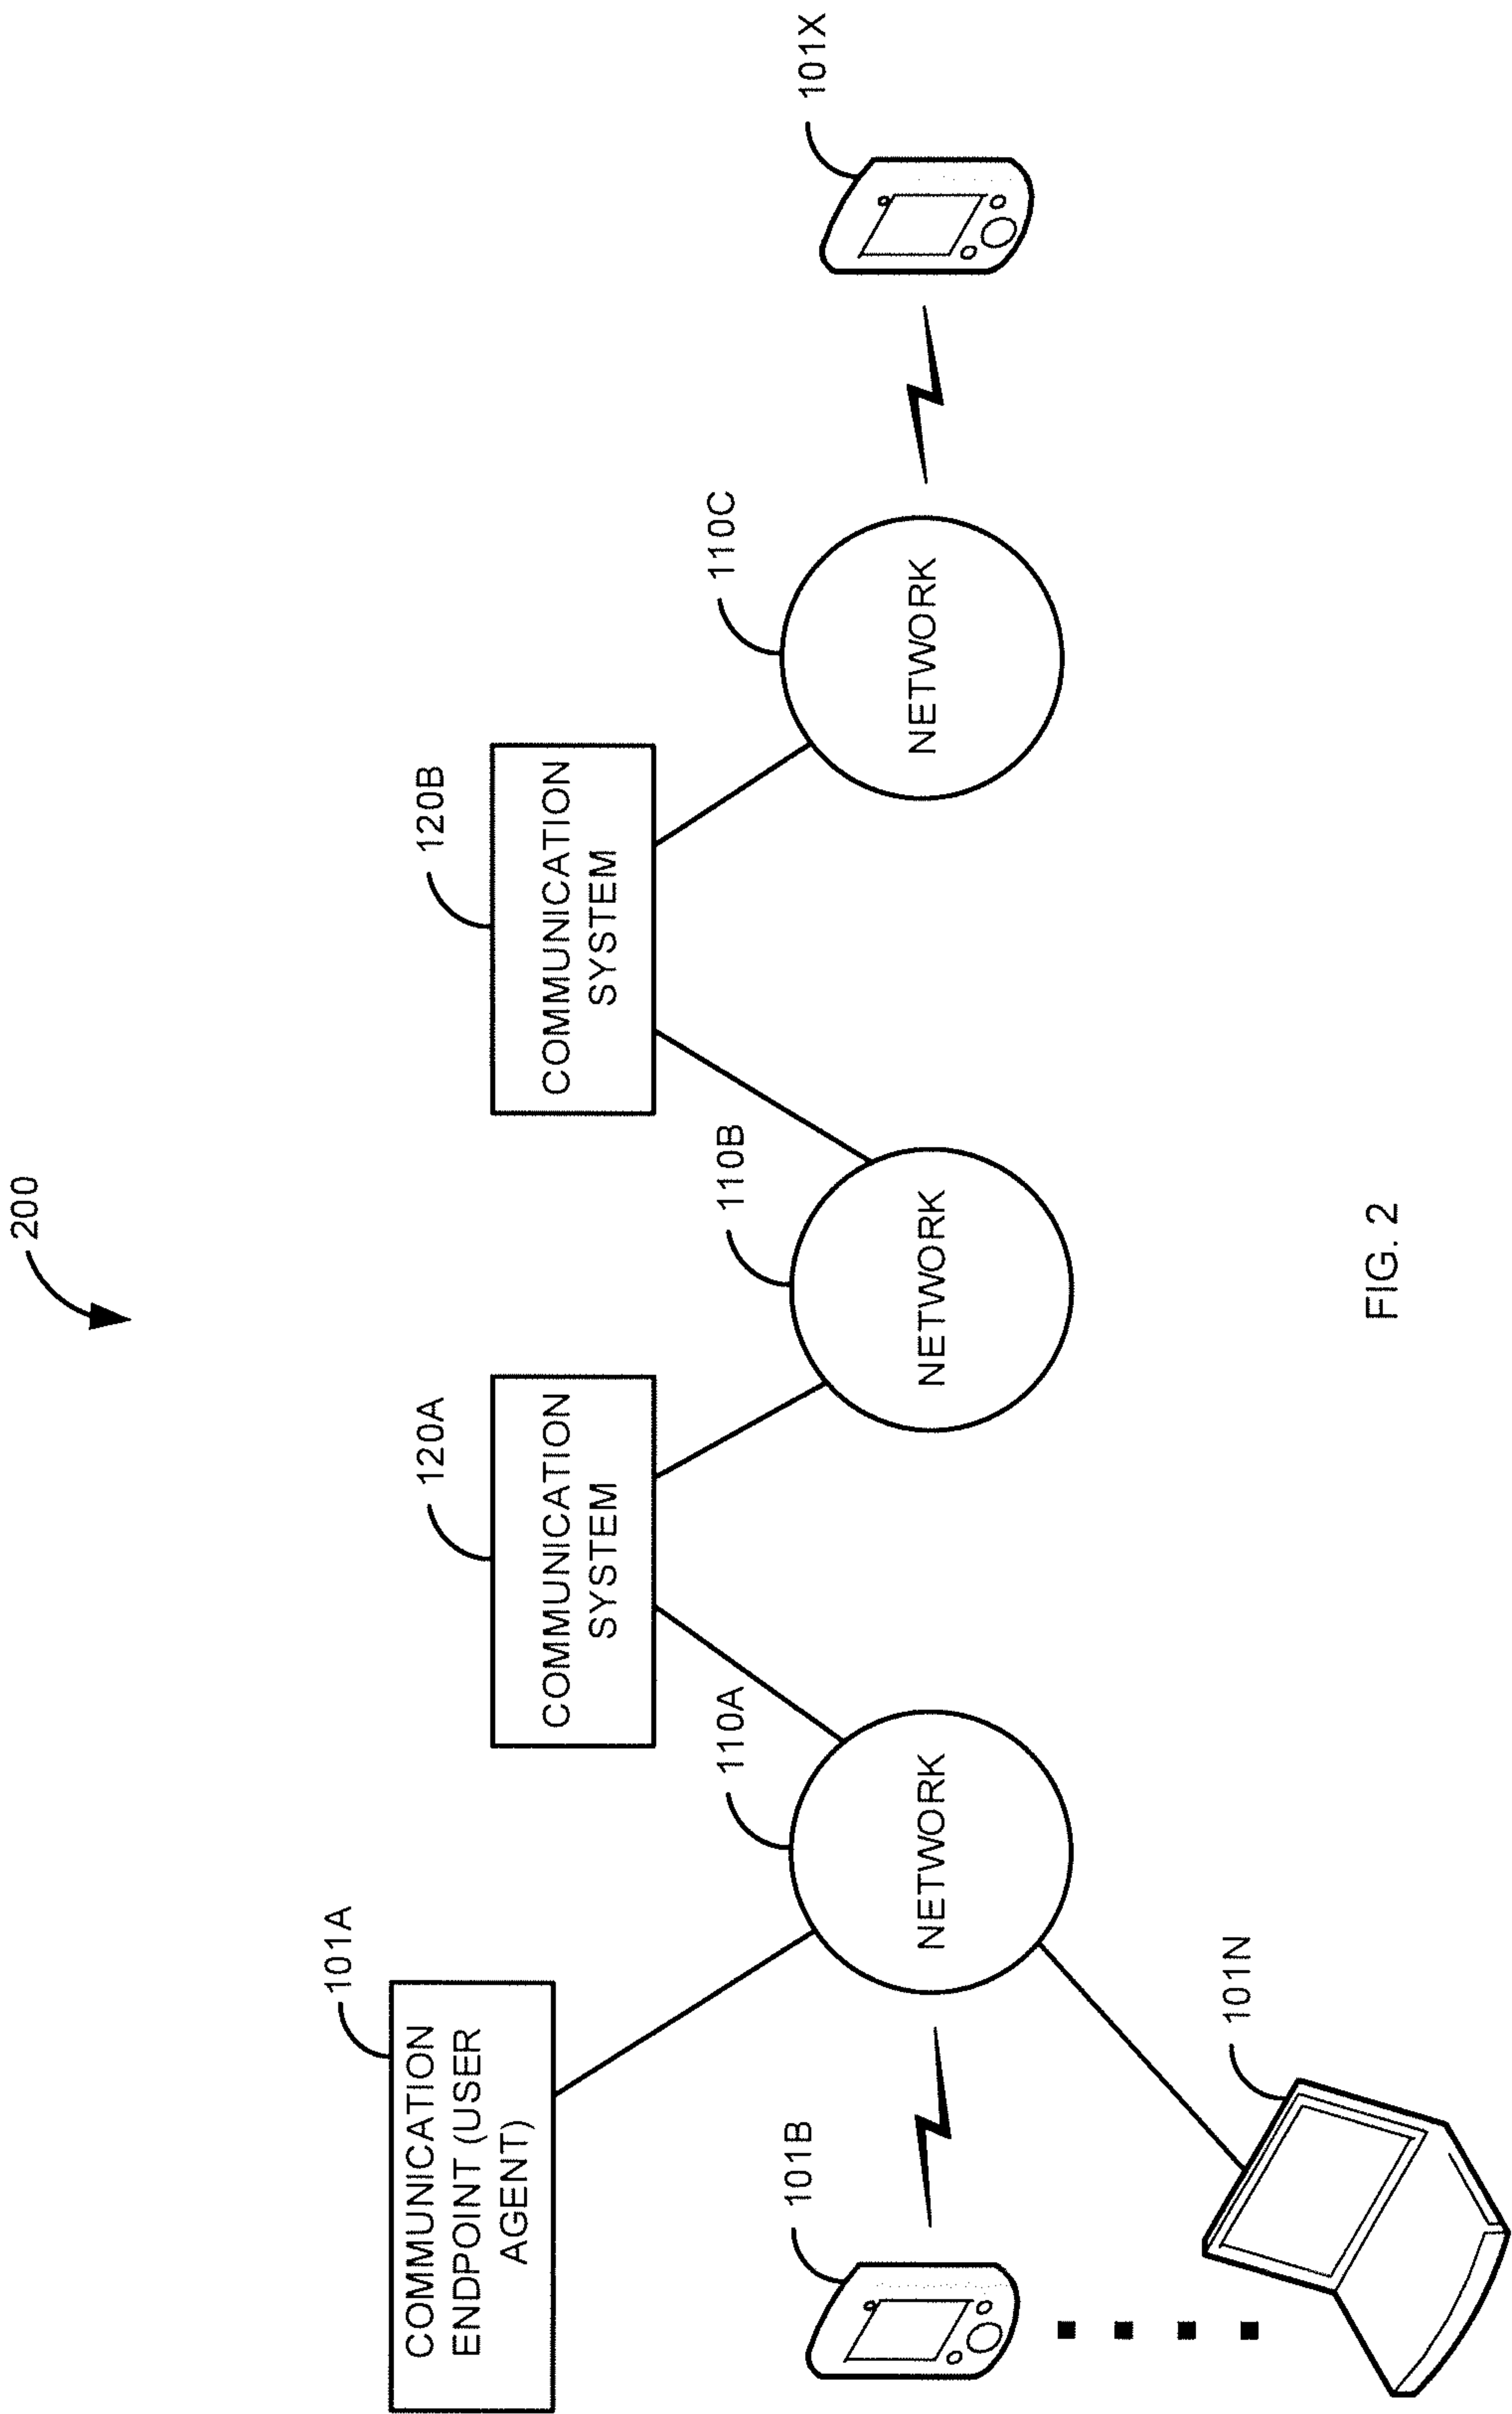 200
101A
COMMUNICATION
ENDPOINT (USER
AGENT)
120A
COMMUNICATION
SYSTEM
120B
COMMUNICATION
SYSTEM
110A
NETWORK
110B
NETWORK
110C
NETWORK
101B
101X
101N
FIG. 2